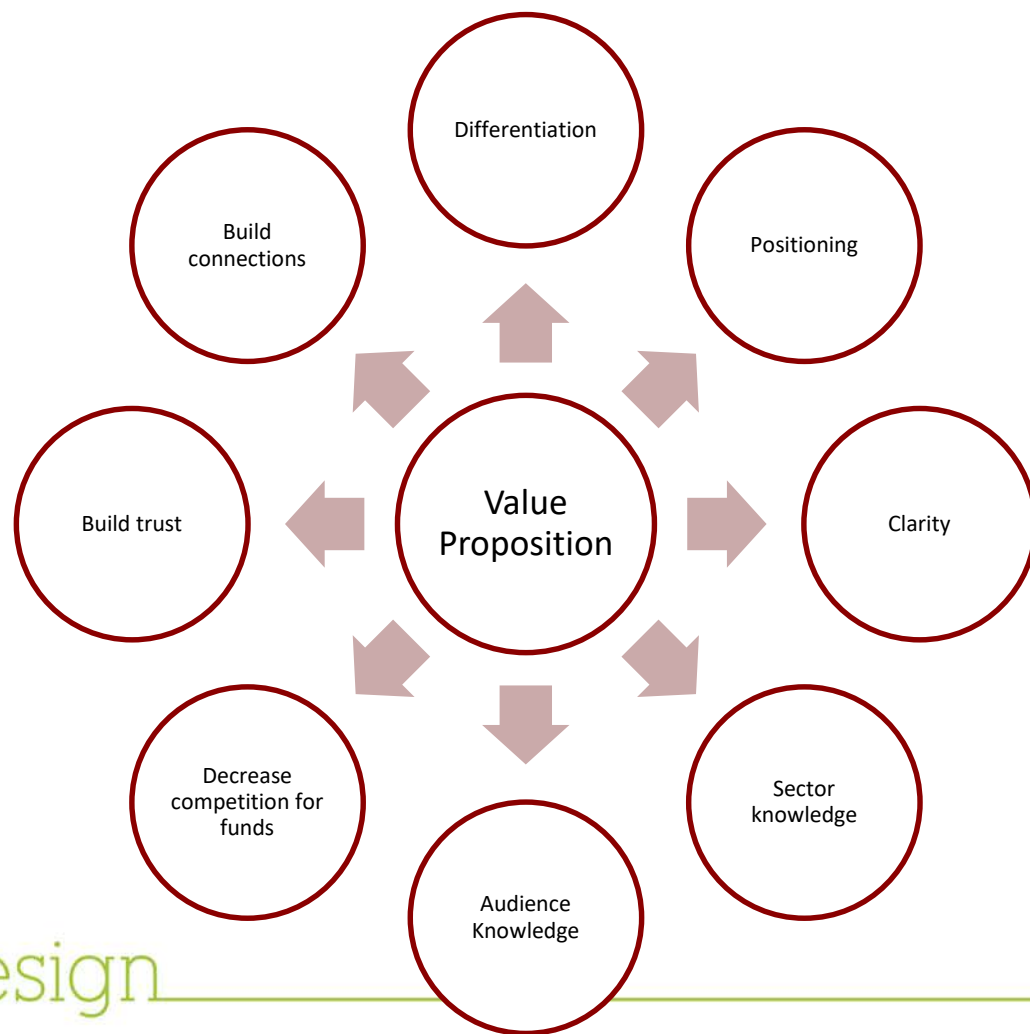 Differentiation
Build
connections
Positioning
Value
Proposition
Build trust
Clarity
Decrease
competition for
funds
Sector
knowledge
Audience
Knowledge
esign